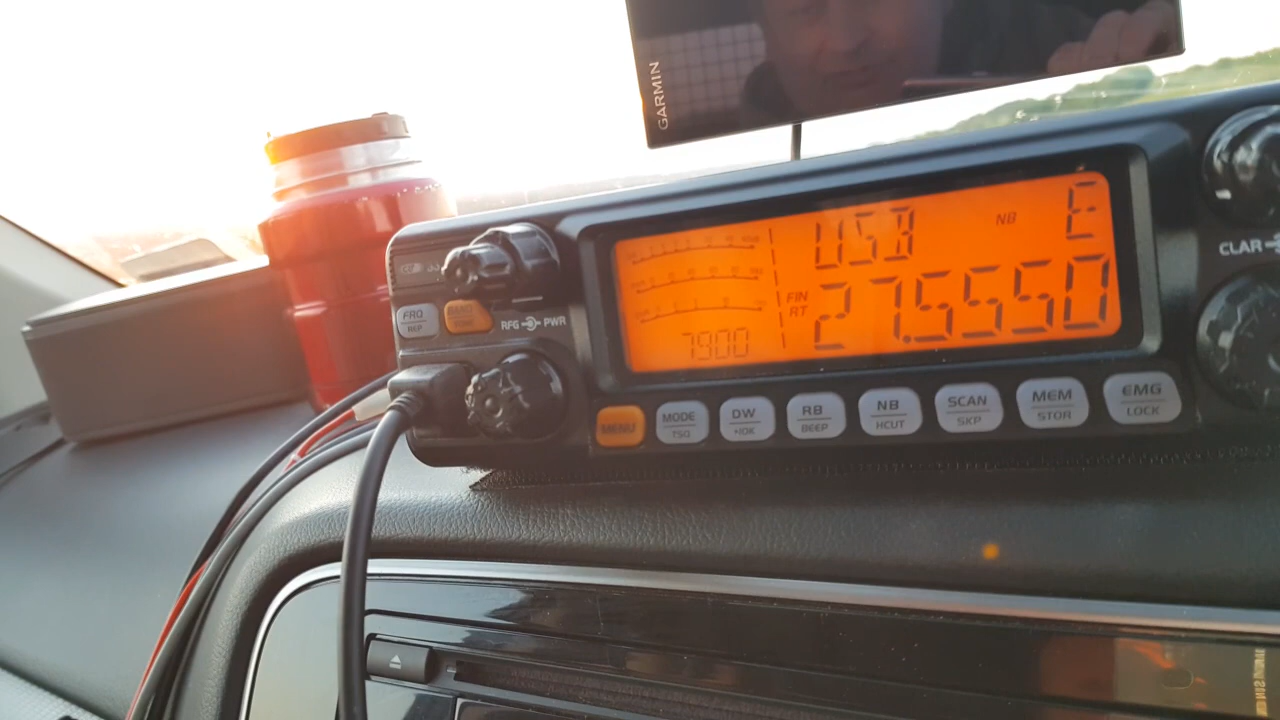 GARMIN
USB NB E
FIN
RT
27.5550
7900
FRQ
RFG PWR
CLAR
MENU
MODE
TSQ
DW
RB
BEEP
NB
HCUT
SCAN
SKP
MEM
STOR
EMG
LOCK